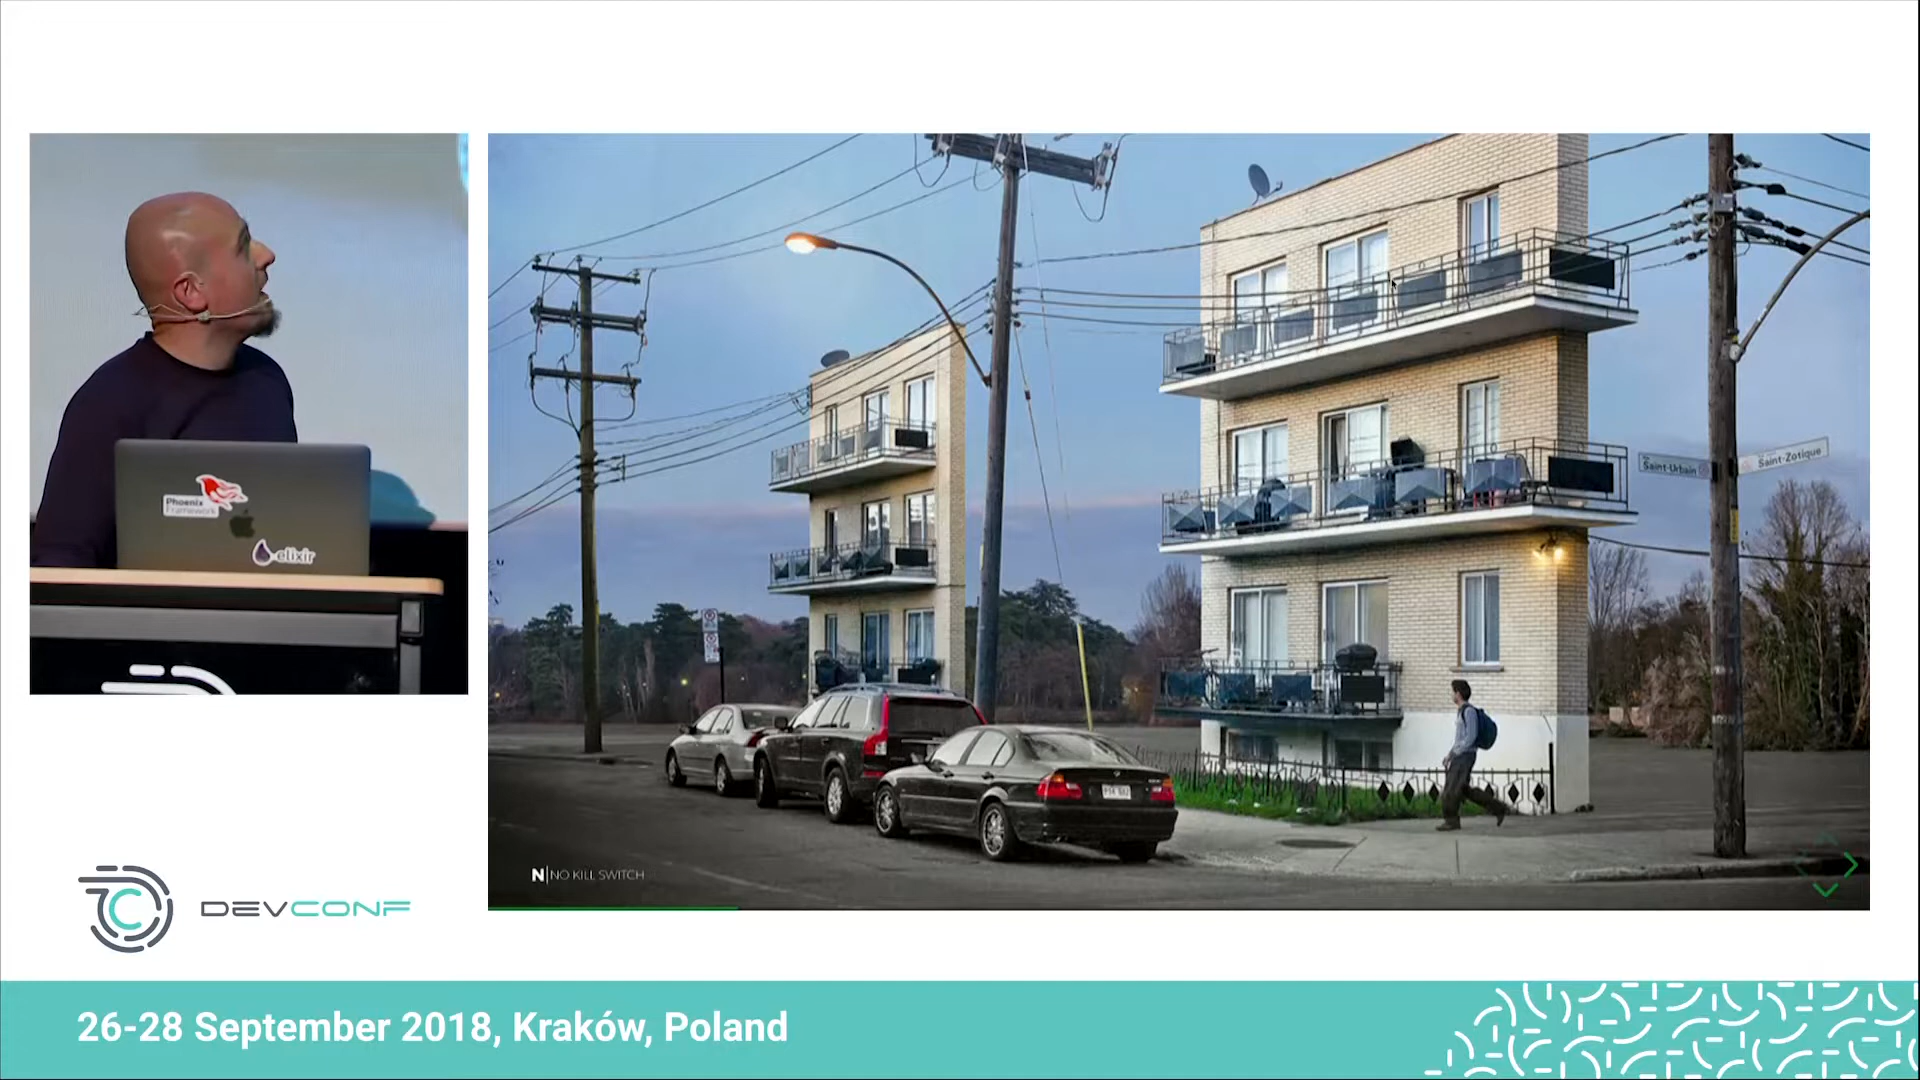 Phoenix
Framework
elixir
Saint-Urbain
Saint-Zotique
N|NO KILL SWITCH
DEVCONF
26-28 September 2018, Kraków, Poland